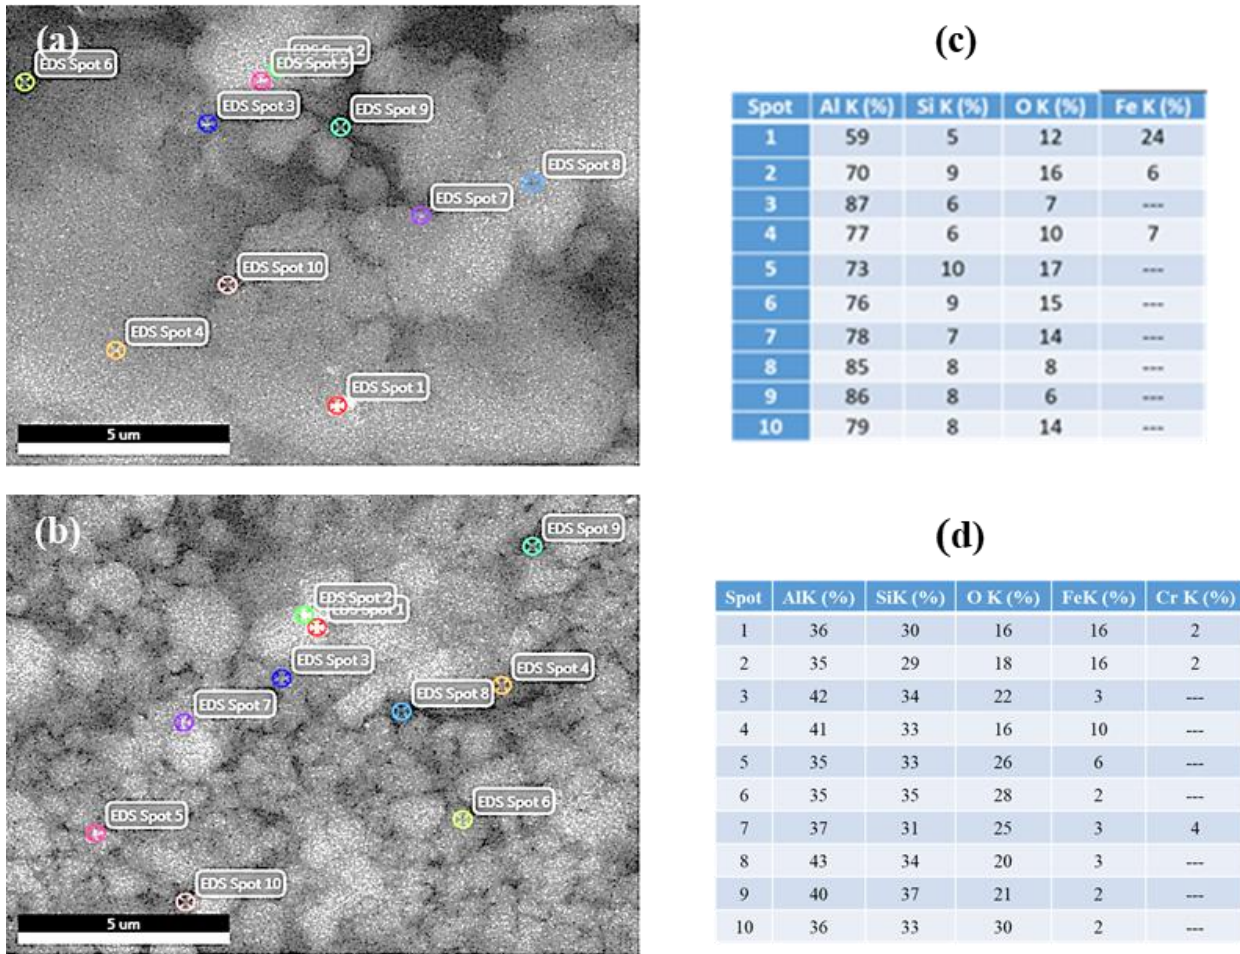 (a)
EDS Spot 2
EDS Spot 5
EDS Spot 6
EDS Spot 3
EDS Spot 9
EDS Spot 8
EDS Spot 7
EDS Spot 10
EDS Spot 4
EDS Spot 1
5 um
(c)
Spot Al K (%) Si K (%) O K (%) Fe K (%)
1 59 5 12 24
2 70 9 16 6
3 87 6 7 ---
4 77 6 10 7
5 73 10 17 ---
6 76 9 15 ---
7 78 7 14 ---
8 85 8 8 ---
9 86 8 6 ---
10 79 8 14 ---
(b)
EDS Spot 9
EDS Spot 2
EDS Spot 1
EDS Spot 3
EDS Spot 4
EDS Spot 8
EDS Spot 7
EDS Spot 6
EDS Spot 5
EDS Spot 10
5 um
(d)
Spot AlK (%) SiK (%) O K (%) FeK (%) Cr K (%)
1 36 30 16 16 2
2 35 29 18 16 2
3 42 34 22 3 ---
4 41 33 16 10 ---
5 35 33 26 6 ---
6 35 35 28 2 ---
7 37 31 25 3 4
8 43 34 20 3 ---
9 40 37 21 2 ---
10 36 33 30 2 ---